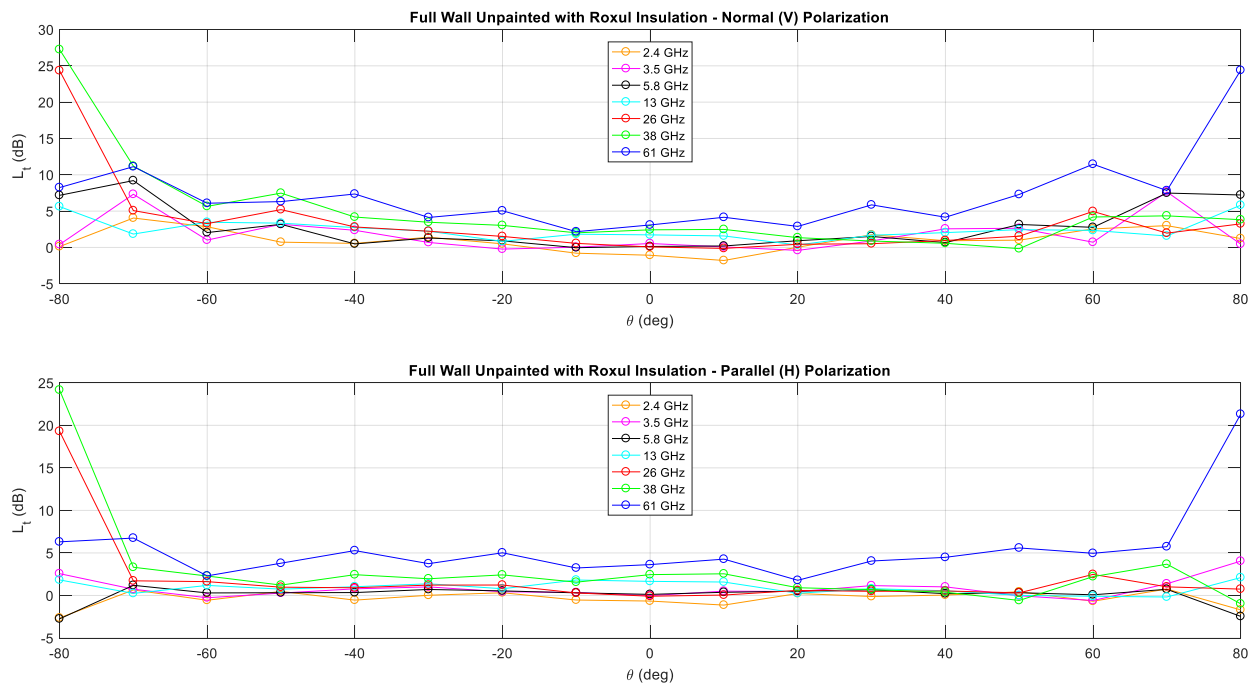 Full Wall Unpainted with Roxul Insulation - Normal (V) Polarization
30
25
20
15
10
5
0
-5
L_t (dB)
2.4 GHz
3.5 GHz
5.8 GHz
13 GHz
26 GHz
38 GHz
61 GHz
-80 -60 -40 -20 0 20 40 60 80
θ (deg)
Full Wall Unpainted with Roxul Insulation - Parallel (H) Polarization
25
20
15
10
5
0
-5
L_t (dB)
2.4 GHz
3.5 GHz
5.8 GHz
13 GHz
26 GHz
38 GHz
61 GHz
-80 -60 -40 -20 0 20 40 60 80
θ (deg)